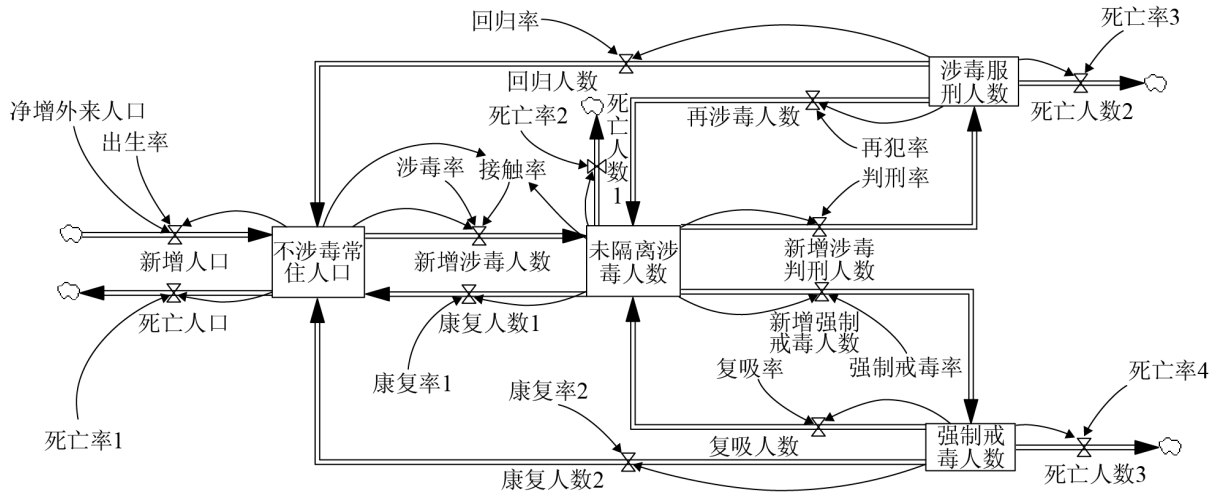 回归率
死亡率3
涉毒服
刑人数
回归人数
死亡人数2
净增外来人口
死亡率2
死亡人数1
再涉毒人数
出生率
再犯率
涉毒率
接触率
判刑率
不涉毒常
住人口
未隔离涉
毒人数
新增人口
新增涉毒人数
新增涉毒
判刑人数
死亡人口
康复人数1
新增强制
戒毒人数
复吸率
强制戒毒率
死亡率4
康复率1
康复率2
死亡率1
复吸人数
强制戒
毒人数
康复人数2
死亡人数3